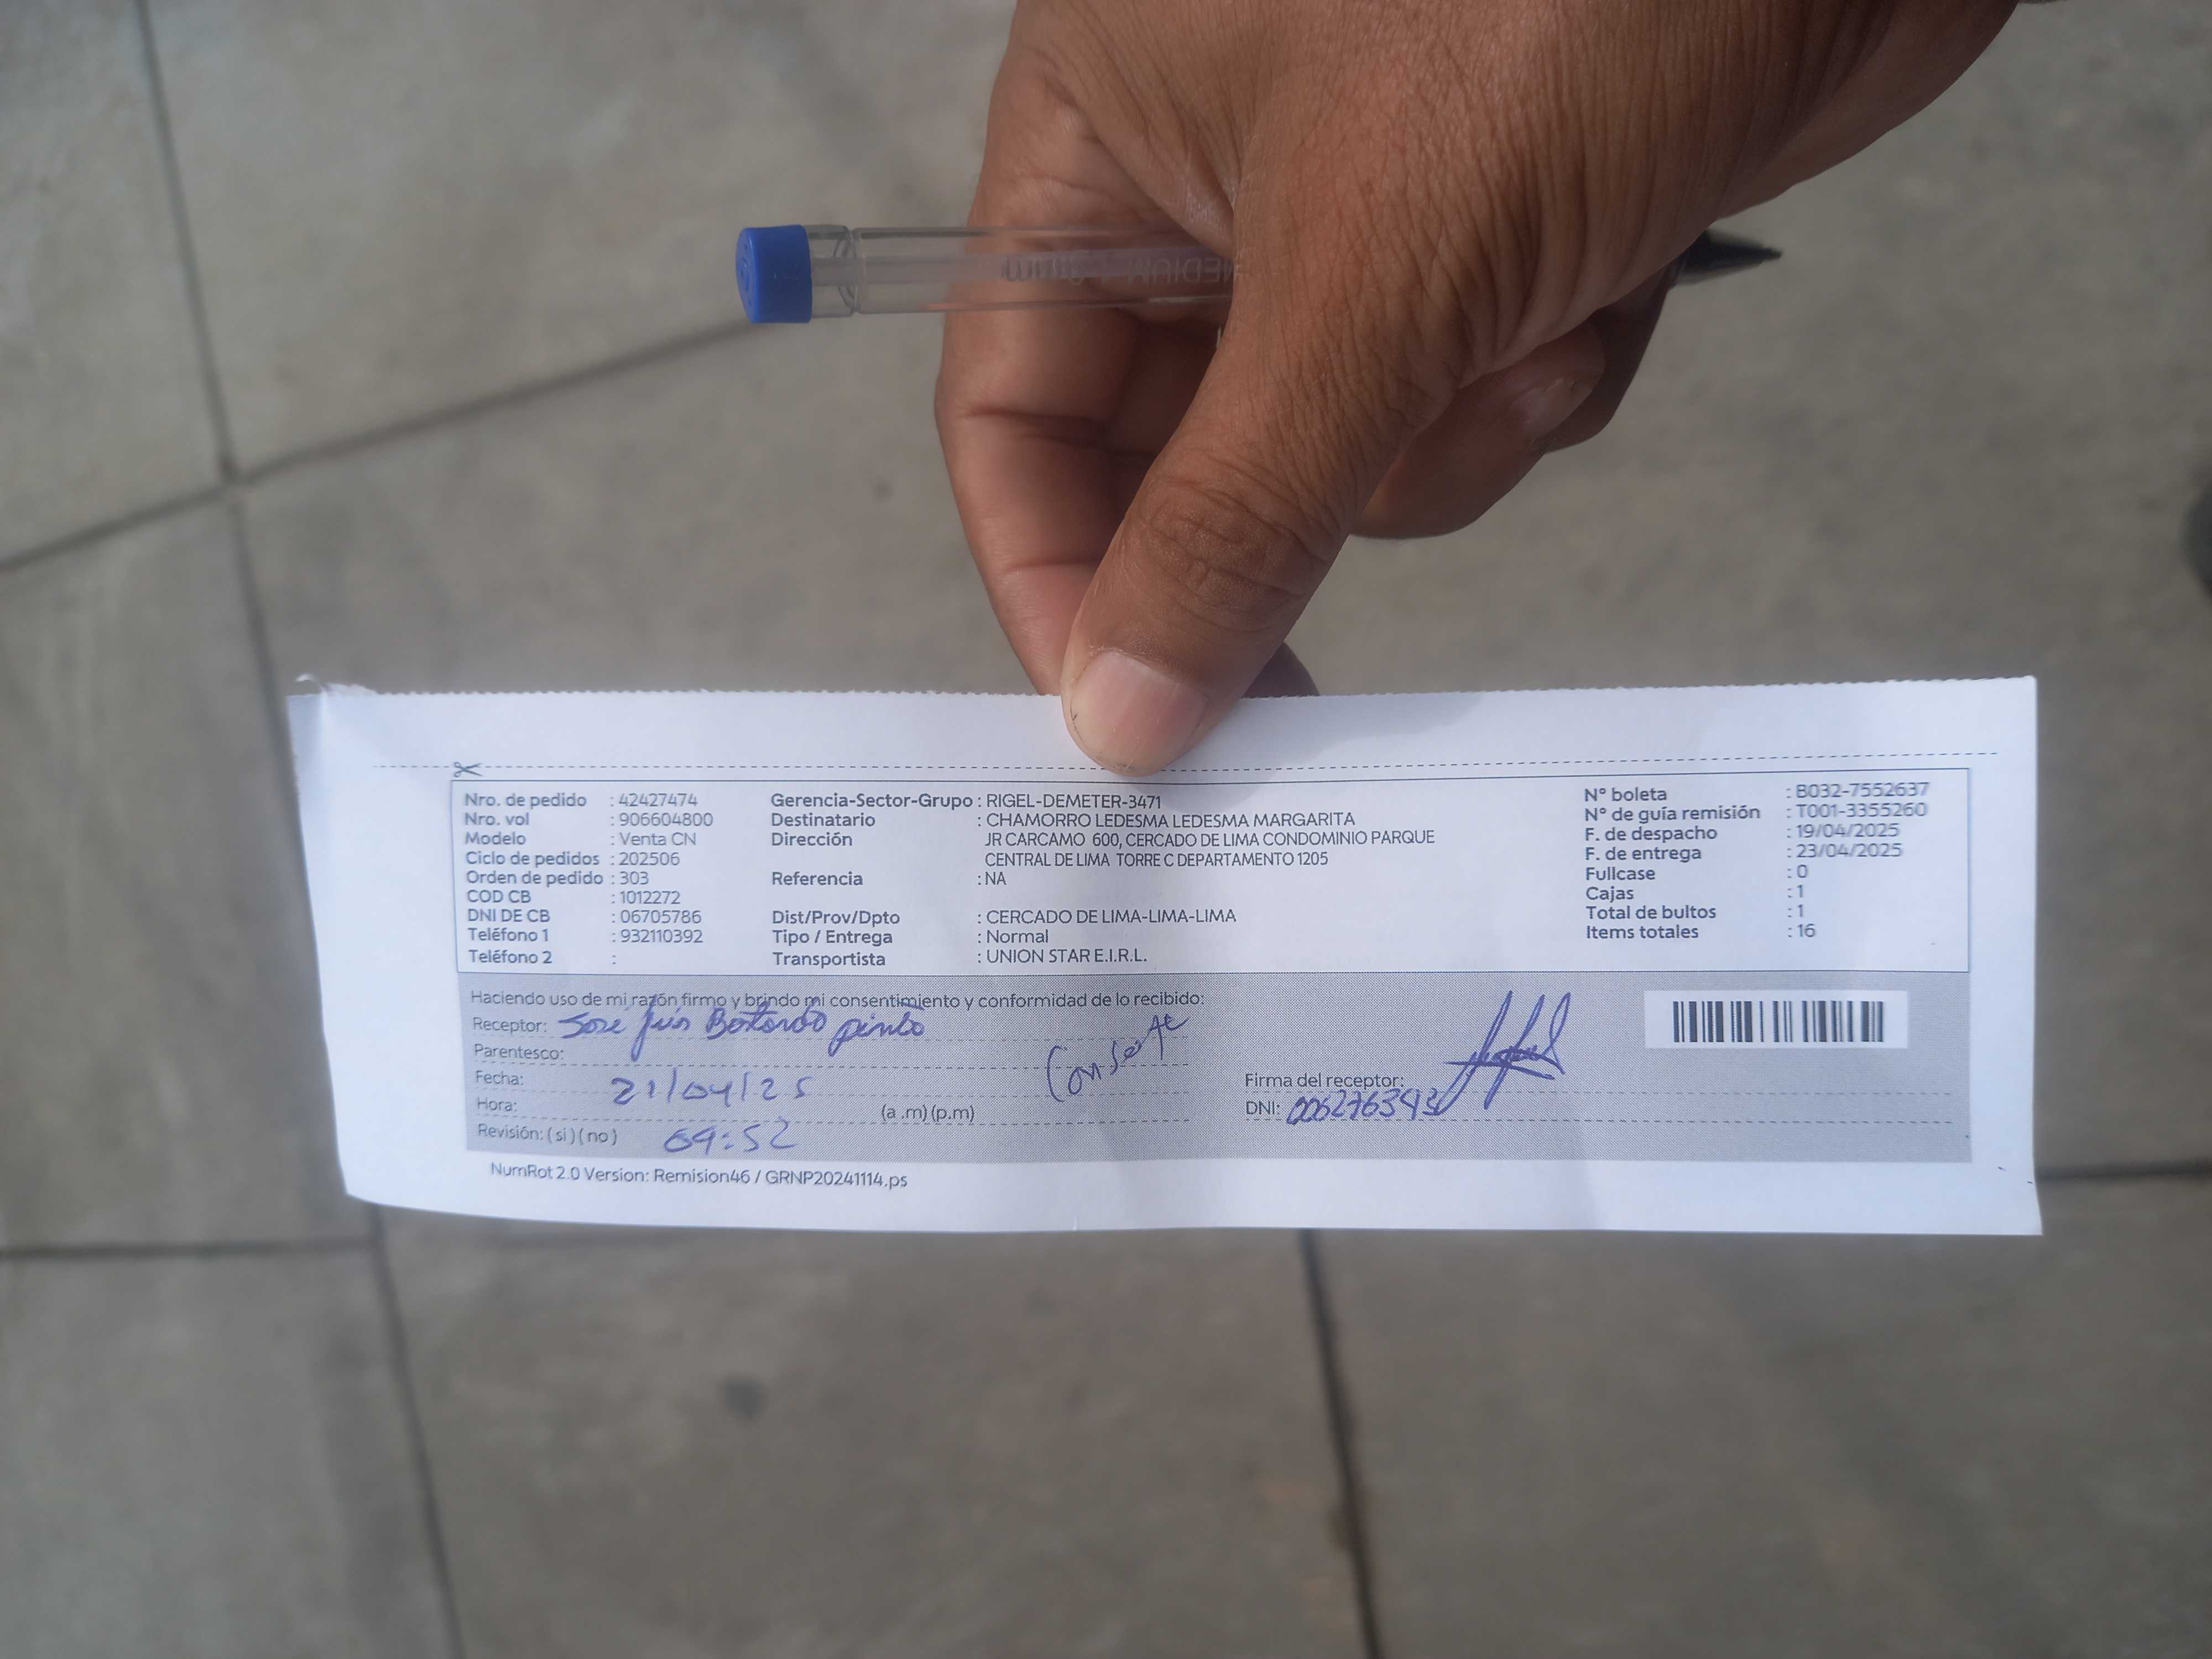 MEDIUM
Nro. de pedido : 42427474
Nro. vol : 906604800
Modelo : Venta CN
Ciclo de pedidos : 202506
Orden de pedido : 303
COD CB : 1012272
DNI DE CB : 06705786
Teléfono 1 : 932110392
Teléfono 2 :
Gerencia-Sector-Grupo : RIGEL-DEMETER-3471
Destinatario : CHAMORRO LEDESMA LEDESMA MARGARITA
Dirección JR CARCAMO 600, CERCADO DE LIMA CONDOMINIO PARQUE
CENTRAL DE LIMA TORRE C DEPARTAMENTO 1205
Referencia : NA
Dist/Prov/Dpto : CERCADO DE LIMA-LIMA-LIMA
Tipo / Entrega : Normal
Transportista : UNION STAR E.I.R.L.
N° boleta : B032-7552637
N° de guía remisión : T001-3355260
F. de despacho : 19/04/2025
F. de entrega : 23/04/2025
Fullcase : 0
Cajas : 1
Total de bultos : 1
Items totales : 16
Haciendo uso de mi razón firmo y brindo mi consentimiento y conformidad de lo recibido:
Receptor: José Luis pinto
Parentesco:
Fecha: 21/04/25
Hora: (a .m) (p.m)
Revisión: ( si ) ( no ) 09:52
Firma del receptor:
DNI:
NumRot 2.0 Version: Remision46 / GRNP20241114.ps